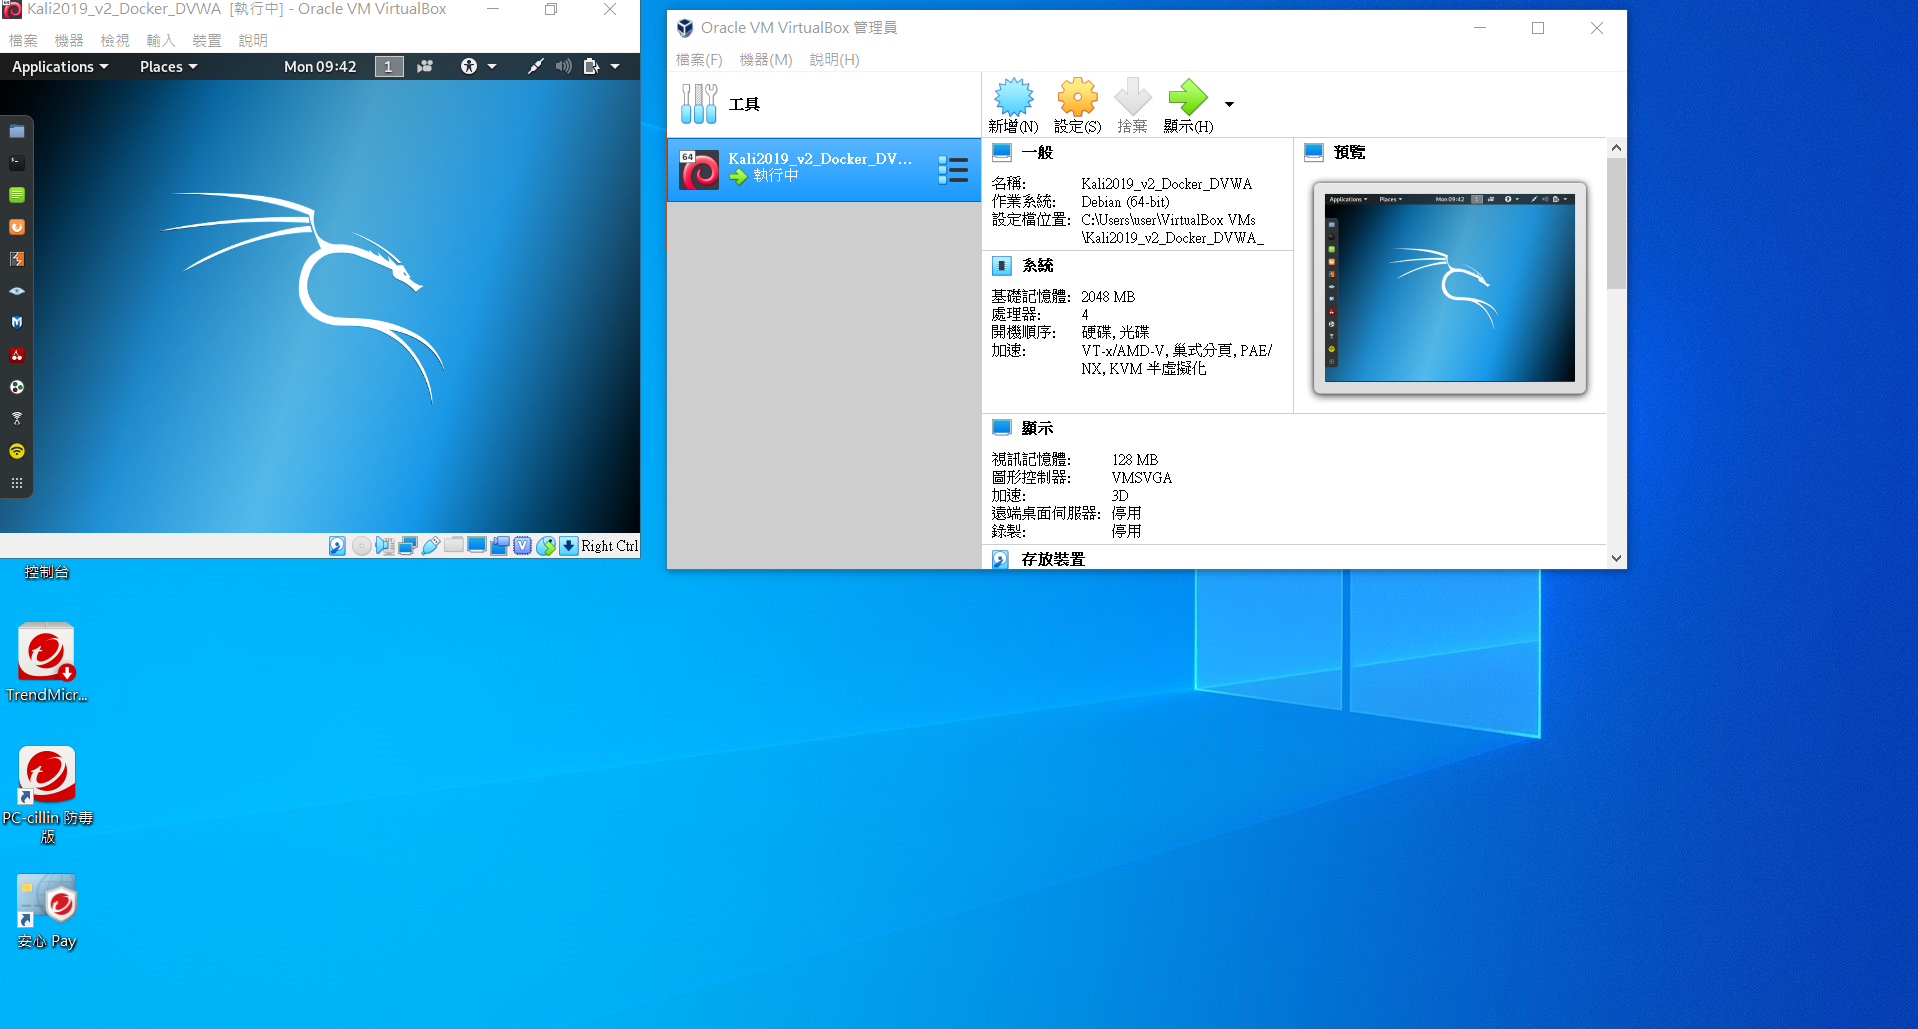 Kali2019_v2_Docker_DVWA [執行中] - Oracle VM VirtualBox
檔案 機器 檢視 輸入 裝置 說明
Applications Places Mon 09:42 1
Right Ctrl
控制台
TrendMicr...
PC-cillin 防毒
版
安心 Pay
Oracle VM VirtualBox 管理員
檔案(F) 機器(M) 說明(H)
工具
新增(N) 設定(S) 捨棄 顯示(H)
64
Kali2019_v2_Docker_DV...
執行中
一般
名稱: Kali2019_v2_Docker_DVWA
作業系統: Debian (64-bit)
設定檔位置: C:\Users\user\VirtualBox VMs
\Kali2019_v2_Docker_DVWA_
系統
基礎記憶體: 2048 MB
處理器: 4
開機順序: 硬碟, 光碟
加速: VT-x/AMD-V, 巢式分頁, PAE/
NX, KVM 半虛擬化
預覽
Applications Places Mon 09:42 1
顯示
視訊記憶體: 128 MB
圖形控制器: VMSVGA
加速: 3D
遠端桌面伺服器: 停用
錄製: 停用
存放裝置